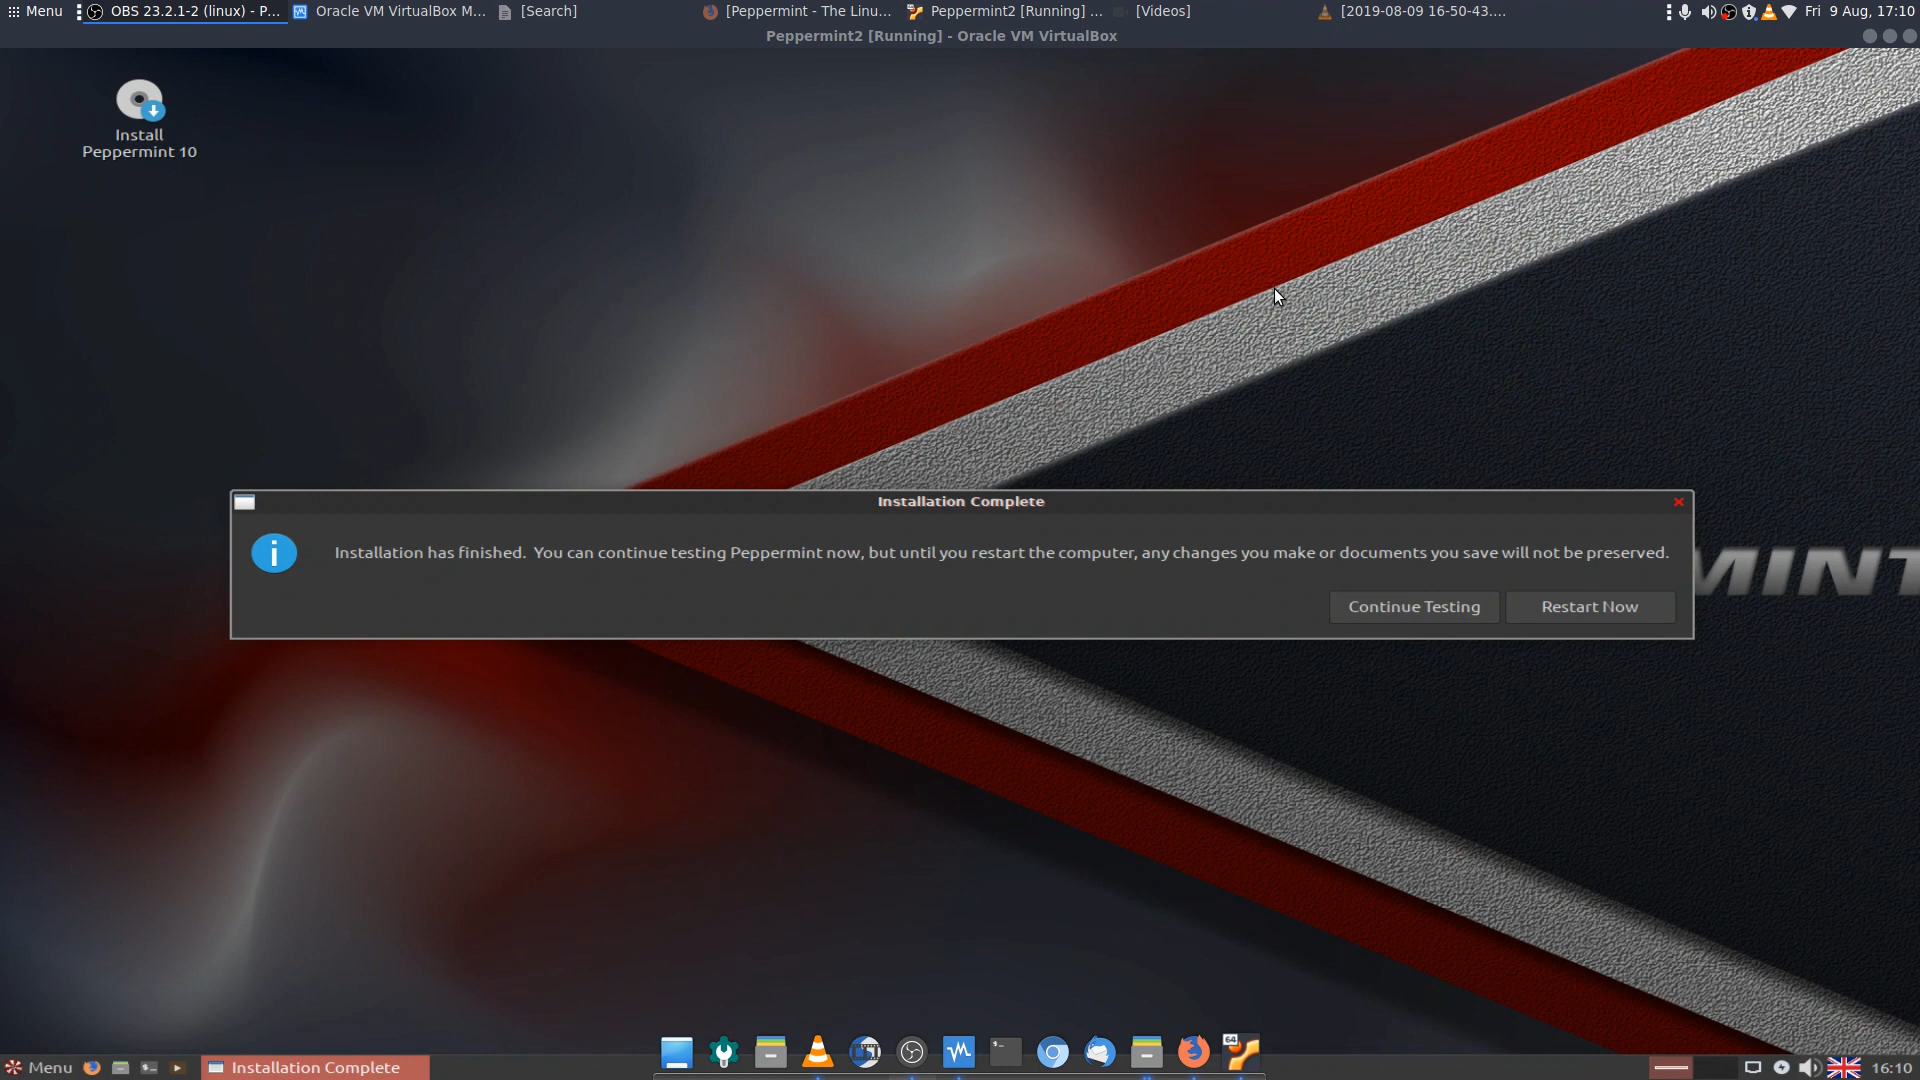 Menu OBS 23.2.1-2 (linux) - P... Oracle VM VirtualBox M... [Search] [Peppermint - The Linu... Peppermint2 [Running] ... [Videos] [2019-08-09 16-50-43.... Fri 9 Aug, 17:10
Peppermint2 [Running] - Oracle VM VirtualBox
Install
Peppermint 10
Installation Complete
Installation has finished. You can continue testing Peppermint now, but until you restart the computer, any changes you make or documents you save will not be preserved.
MINT
Continue Testing Restart Now
64
Menu Installation Complete 16:10